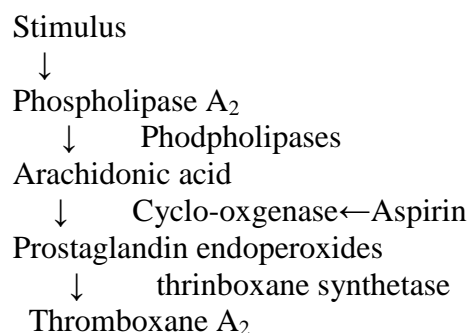 Stimulus
↓
Phospholipase A₂
↓ Phodpholipases
Arachidonic acid
↓ Cyclo-oxgenase←Aspirin
Prostaglandin endoperoxides
↓ thrinboxane synthetase
Thromboxane A₂